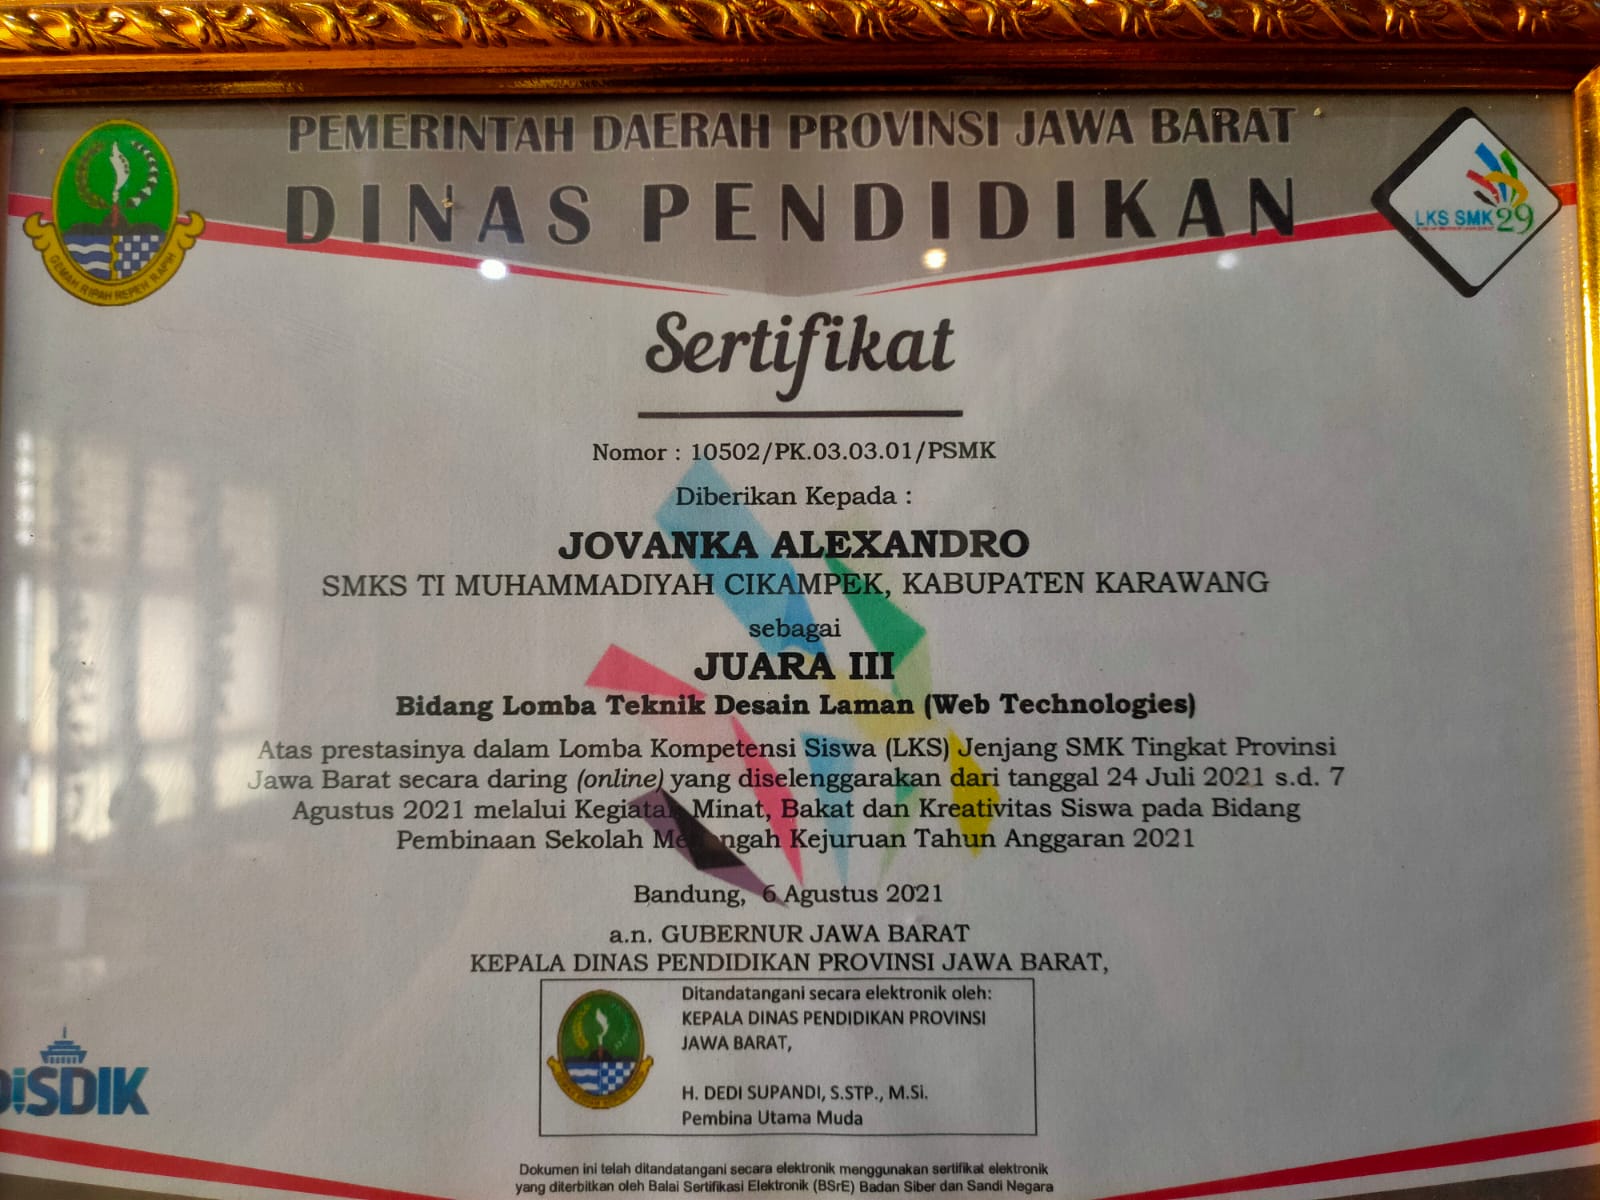 PEMERINTAH DAERAH PROVINSI JAWA BARAT
DINAS PENDIDIKAN
GEMAH RIPAH REPEH RAPIH
LKS SMK 29
Sertifikat
Nomor : 10502/PK.03.03.01/PSMK
Diberikan Kepada :
JOVANKA ALEXANDRO
SMKS TI MUHAMMADIYAH CIKAMPEK, KABUPATEN KARAWANG
sebagai
JUARA III
Bidang Lomba Teknik Desain Laman (Web Technologies)
Atas prestasinya dalam Lomba Kompetensi Siswa (LKS) Jenjang SMK Tingkat Provinsi
Jawa Barat secara daring (online) yang diselenggarakan dari tanggal 24 Juli 2021 s.d. 7
Agustus 2021 melalui Kegiatan Minat, Bakat dan Kreativitas Siswa pada Bidang
Pembinaan Sekolah Menengah Kejuruan Tahun Anggaran 2021
Bandung, 6 Agustus 2021
a.n. GUBERNUR JAWA BARAT
KEPALA DINAS PENDIDIKAN PROVINSI JAWA BARAT,
Ditandatangani secara elektronik oleh:
KEPALA DINAS PENDIDIKAN PROVINSI
JAWA BARAT,
H. DEDI SUPANDI, S.STP., M.Si.
Pembina Utama Muda
DiSDIK
Dokumen ini telah ditandatangani secara elektronik menggunakan sertifikat elektronik
yang diterbitkan oleh Balai Sertifikasi Elektronik (BSrE) Badan Siber dan Sandi Negara